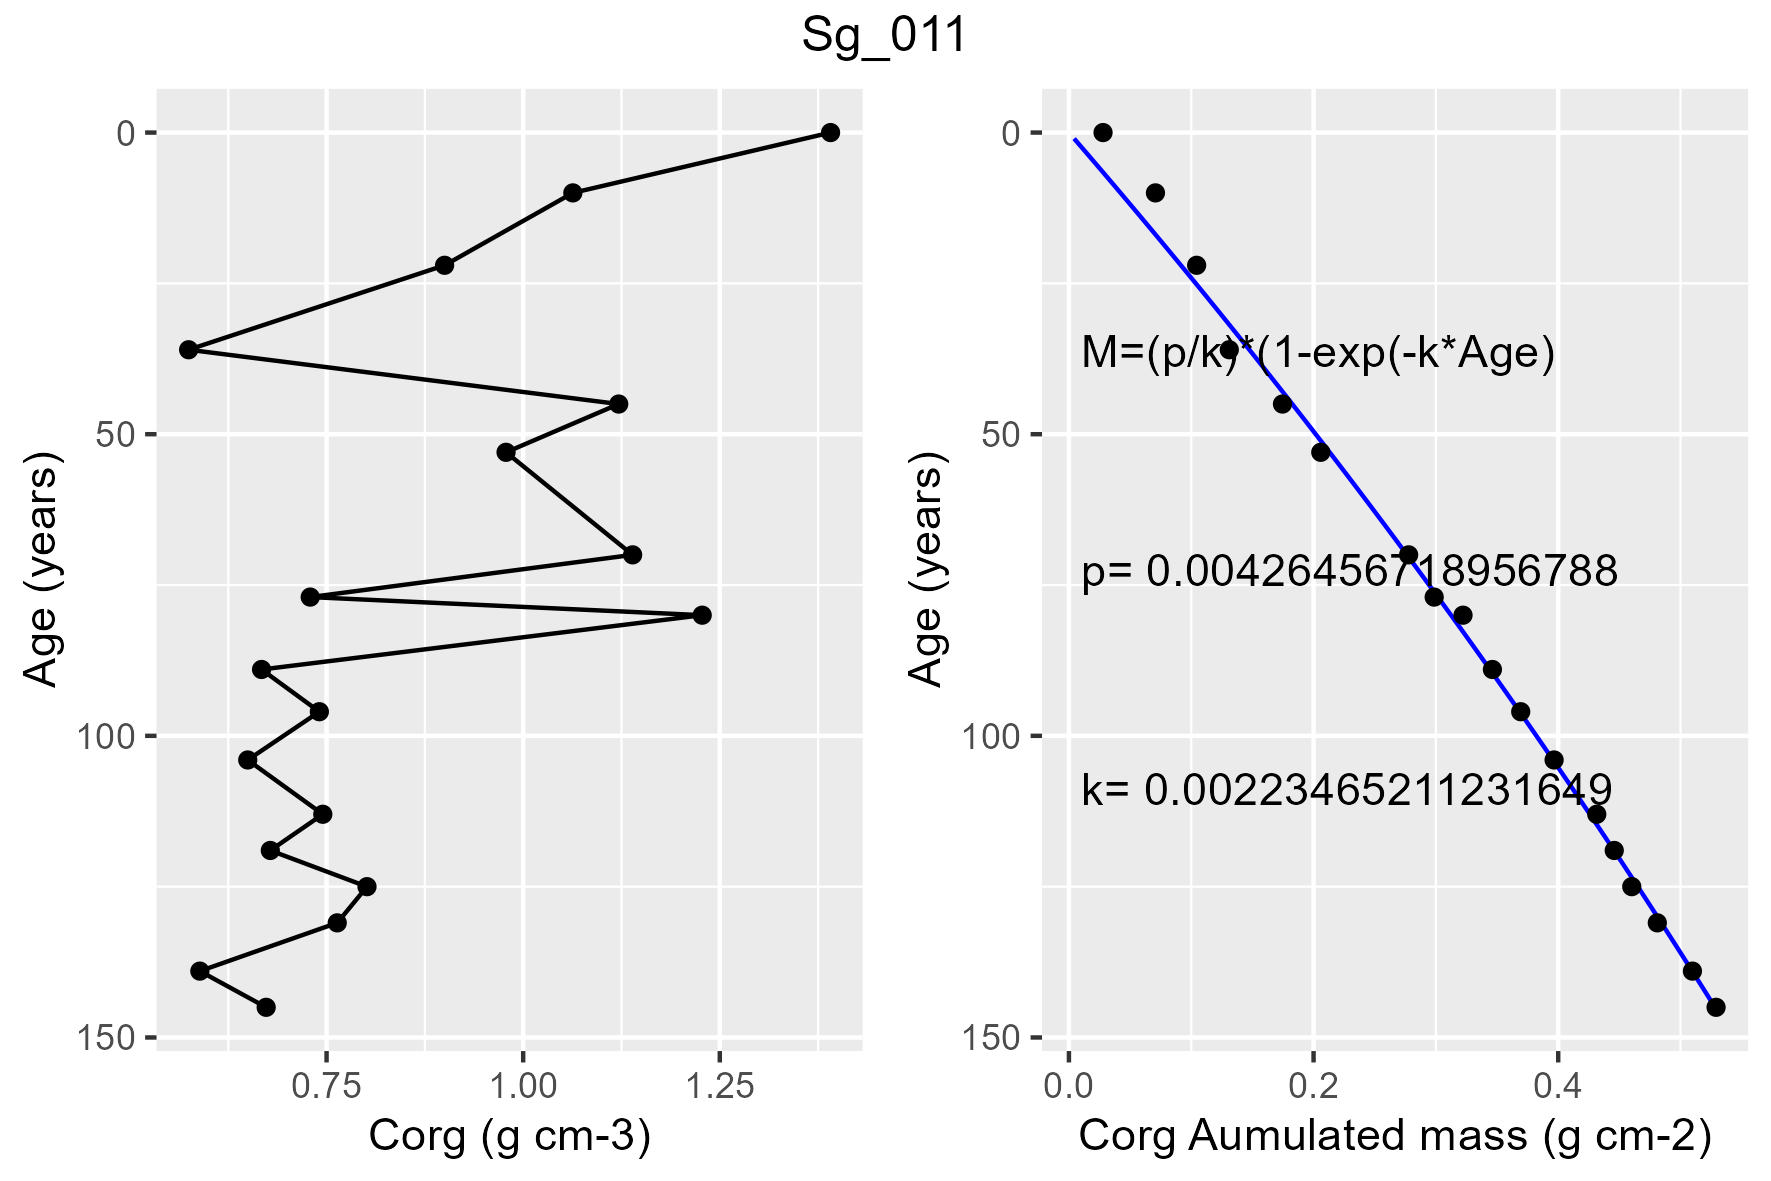 Sg_011
0
50
100
150
Age (years)
0.75 1.00 1.25
Corg (g cm-3)
0
50
100
150
Age (years)
M=(p/k)*(1-exp(-k*Age)
p= 0.00426456718956788
k= 0.00223465211231649
0.0 0.2 0.4
Corg Aumulated mass (g cm-2)